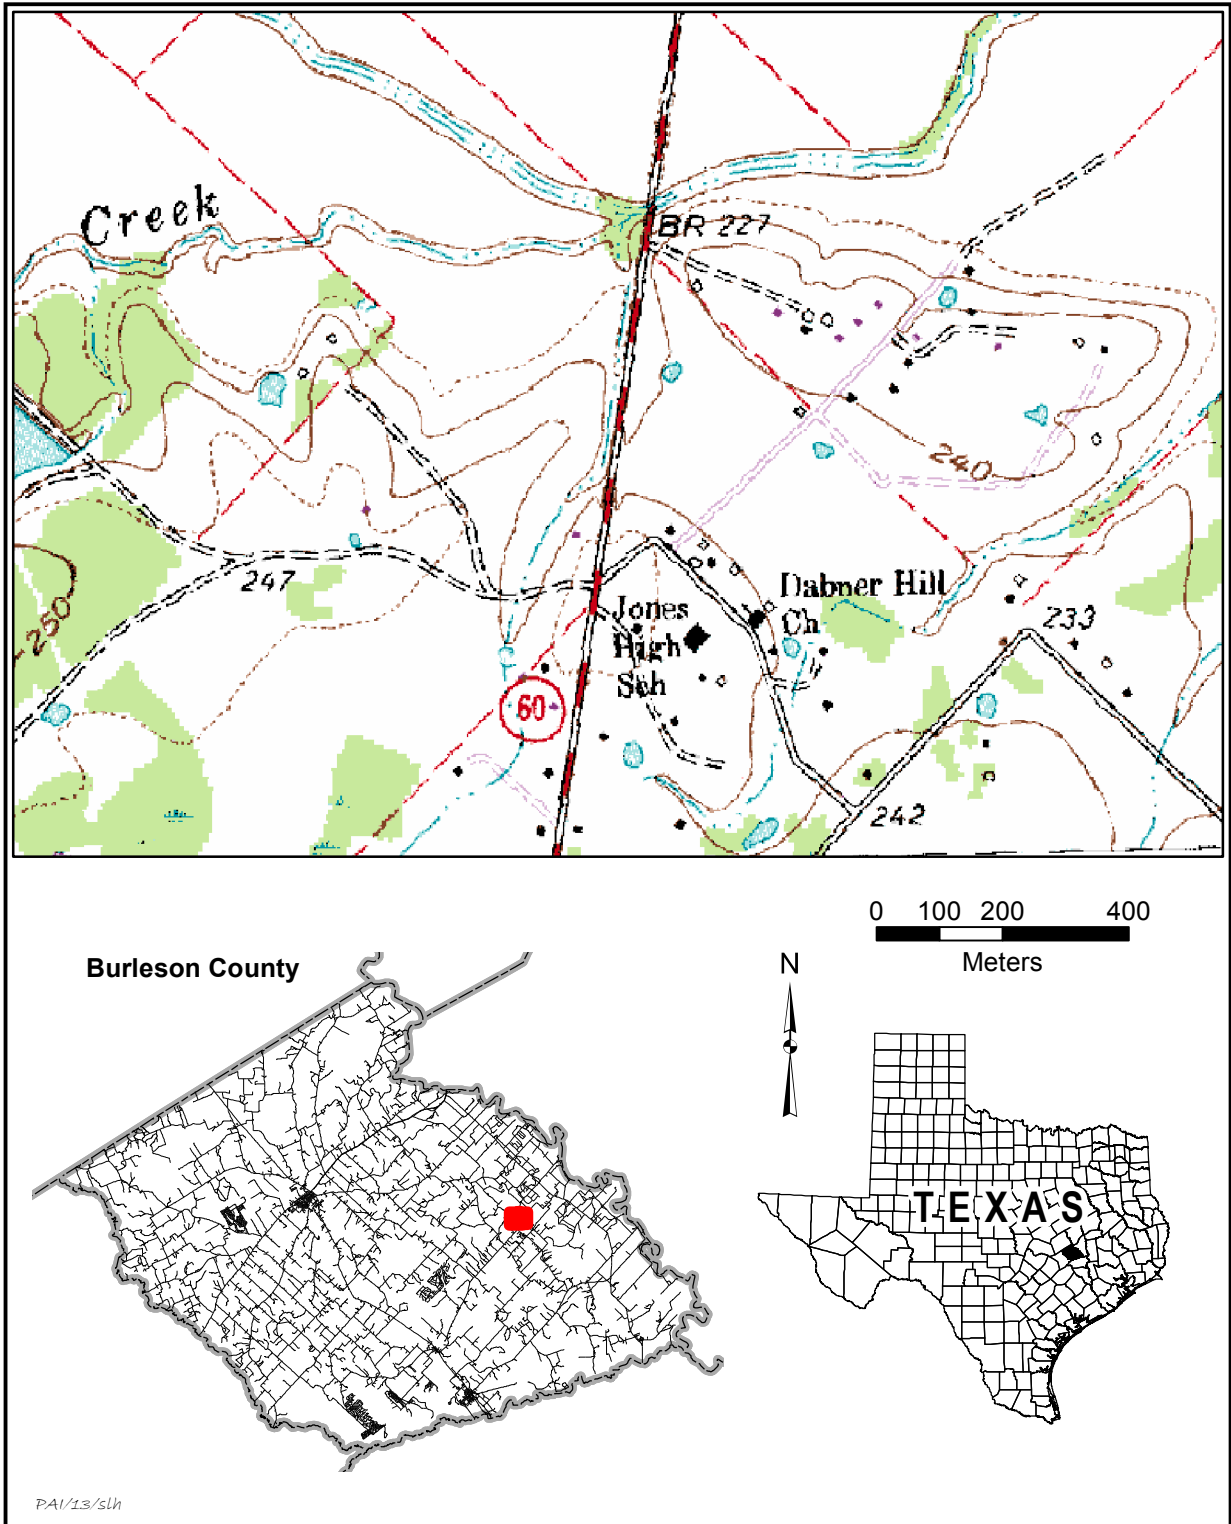 Creek
BR 227
240
247
250
Jones
High
Sch
Dabner Hill
Ch
233
60
242
0 100 200 400
Meters
Burleson County
N
TEXAS
PAI/13/slh